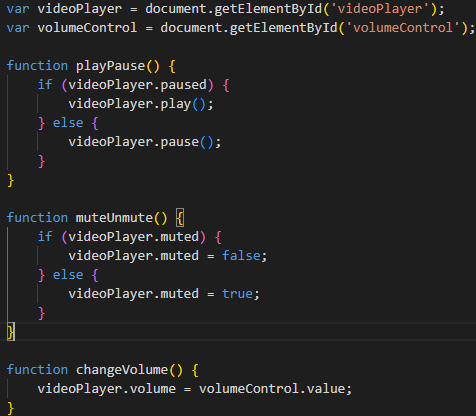 var videoPlayer = document.getElementById('videoPlayer');
var volumeControl = document.getElementById('volumeControl');

function playPause() {
    if (videoPlayer.paused) {
        videoPlayer.play();
    } else {
        videoPlayer.pause();
    }
}

function muteUnmute() {
    if (videoPlayer.muted) {
        videoPlayer.muted = false;
    } else {
        videoPlayer.muted = true;
    }
}

function changeVolume() {
    videoPlayer.volume = volumeControl.value;
}